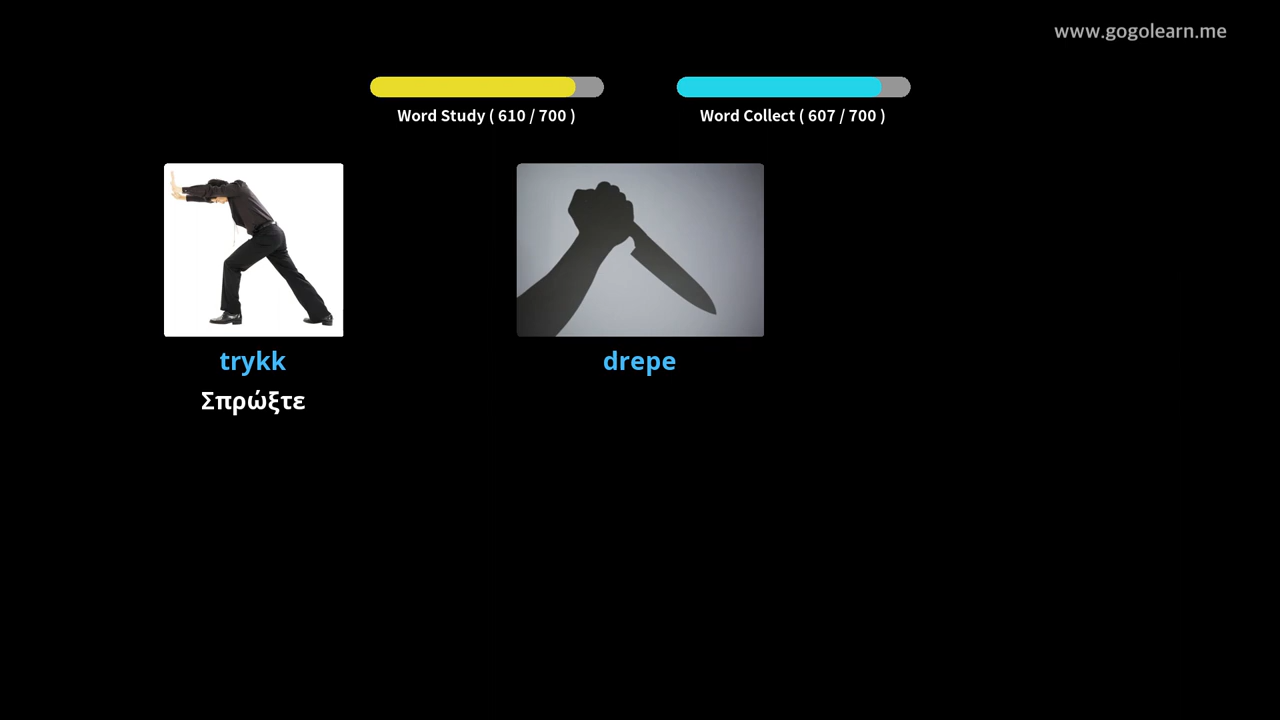 www.gogolearn.me
Word Study ( 610 / 700 )
Word Collect ( 607 / 700 )
trykk
Σπρώξτε
drepe